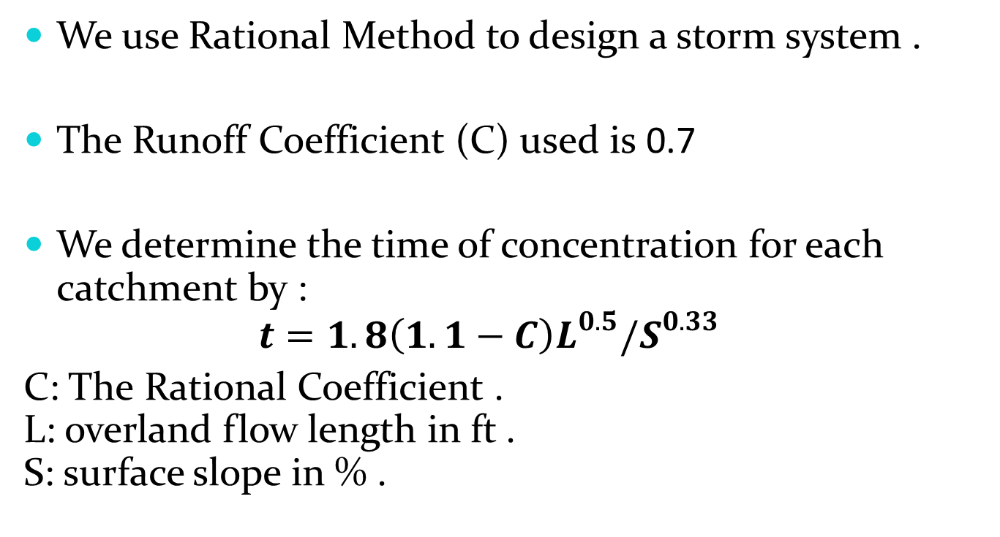 • We use Rational Method to design a storm system .
• The Runoff Coefficient (C) used is 0.7
• We determine the time of concentration for each
catchment by :
t = 1.8(1.1 − C)L^0.5/S^0.33
C: The Rational Coefficient .
L: overland flow length in ft .
S: surface slope in % .